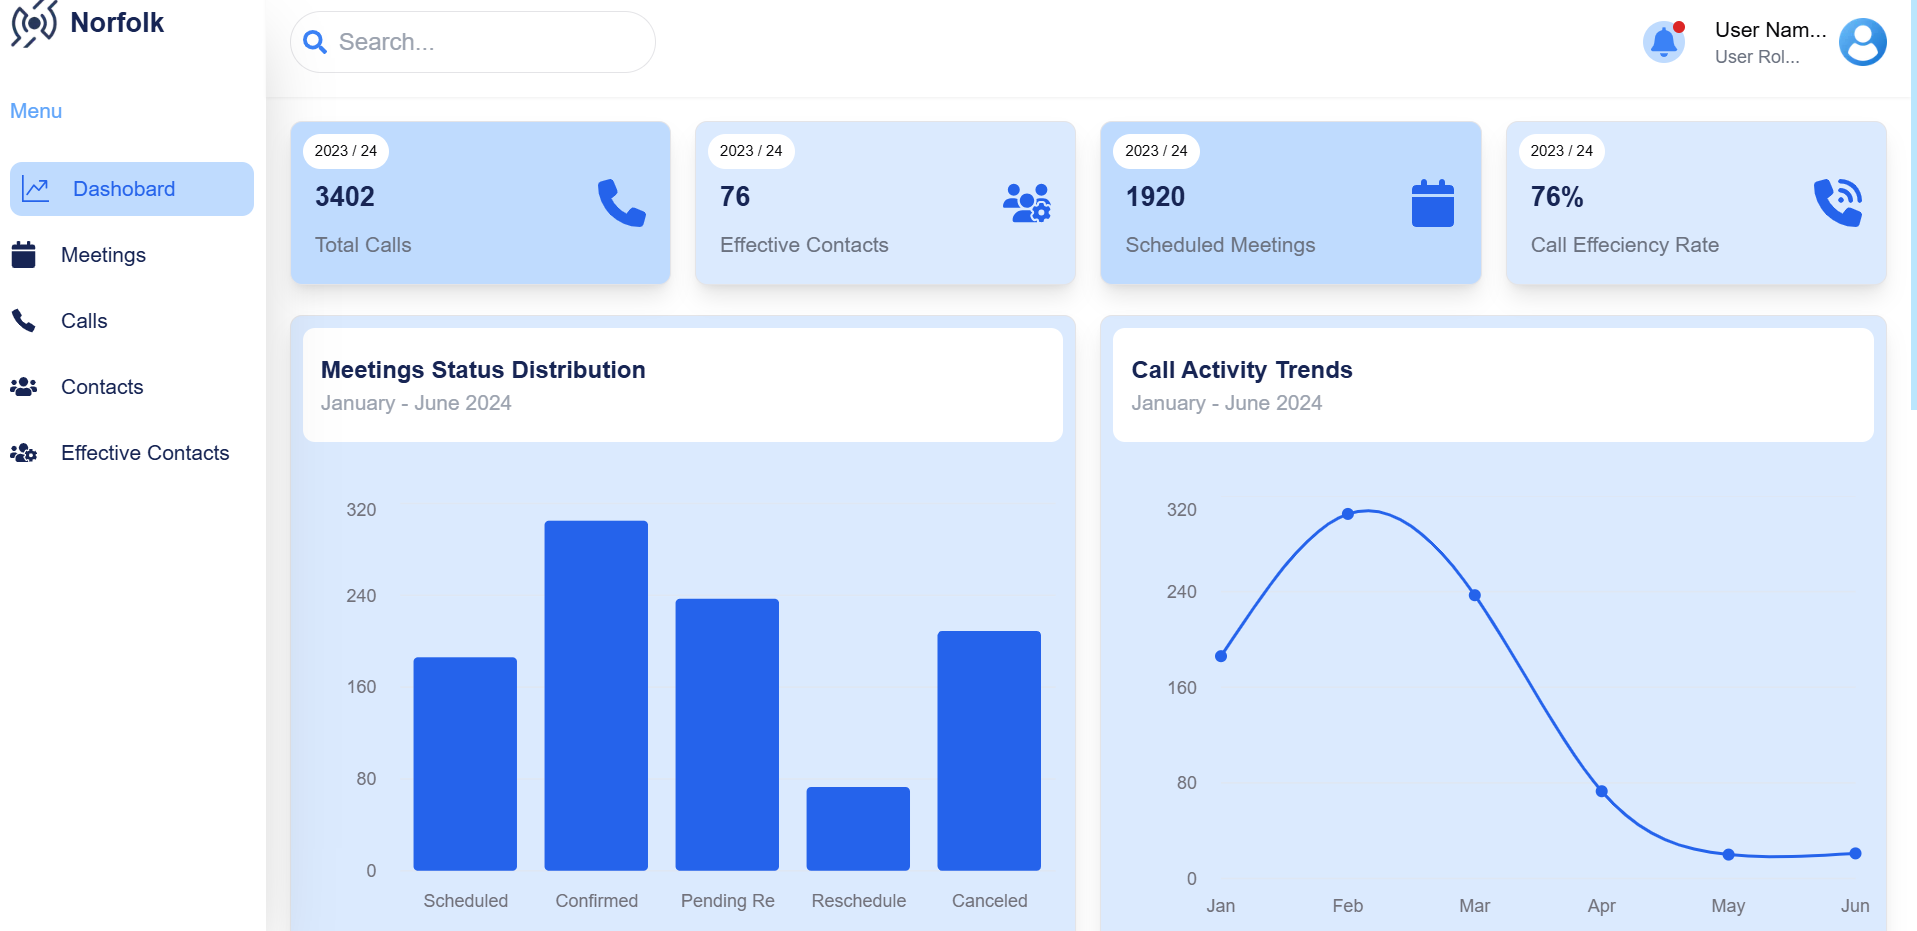 Norfolk
Search...
User Nam...
User Rol...
Menu
Dashobard
Meetings
Calls
Contacts
Effective Contacts
2023 / 24
3402
Total Calls
2023 / 24
76
Effective Contacts
2023 / 24
1920
Scheduled Meetings
2023 / 24
76%
Call Effeciency Rate
Meetings Status Distribution
January - June 2024
320
240
160
80
0
Scheduled Confirmed Pending Re Reschedule Canceled
Call Activity Trends
January - June 2024
320
240
160
80
0
Jan Feb Mar Apr May Jun